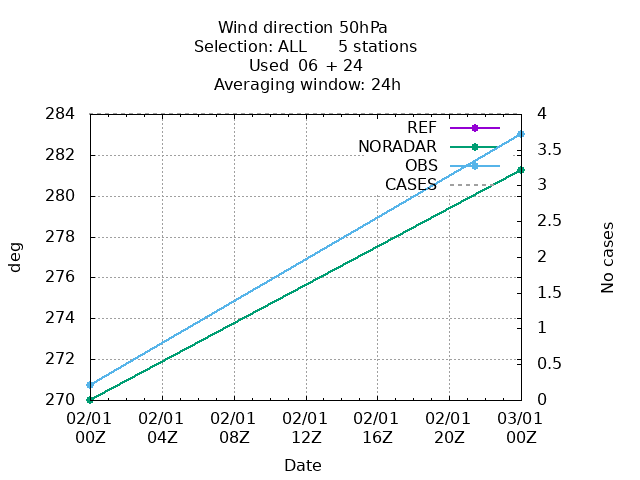 Wind direction 50hPa
Selection: ALL 5 stations
Used 06 + 24
Averaging window: 24h
284 4
REF
NORADAR
OBS
CASES
282 3.5
280 3
278 2.5
276 2
274 1.5
272 1
270 0.5
0
deg
No cases
02/01 02/01 02/01 02/01 02/01 02/01 03/01
00Z 04Z 08Z 12Z 16Z 20Z 00Z
Date